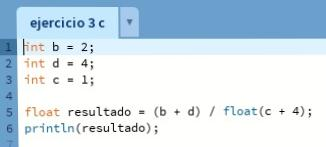 ejercicio 3 c
1 int b = 2;
2 int d = 4;
3 int c = 1;
4
5 float resultado = (b + d) / float(c + 4);
6 println(resultado);
7